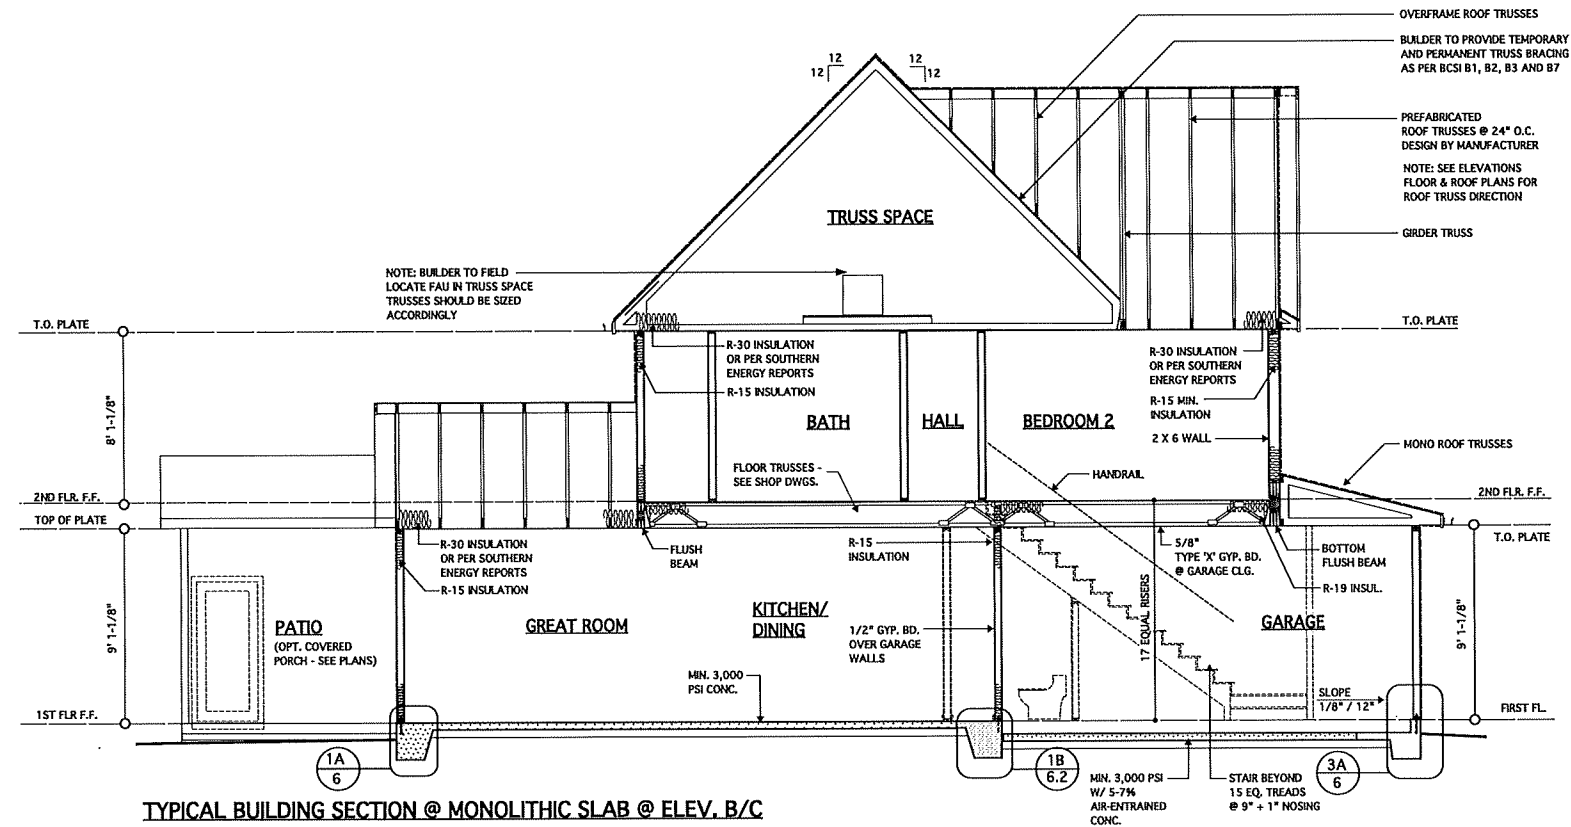 OVERFRAME ROOF TRUSSES
BUILDER TO PROVIDE TEMPORARY
AND PERMANENT TRUSS BRACING
AS PER BCSI B1, B2, B3 AND B7
12
12
12
12
PREFABRICATED
ROOF TRUSSES @ 24" O.C.
DESIGN BY MANUFACTURER
NOTE: SEE ELEVATIONS
FLOOR & ROOF PLANS FOR
ROOF TRUSS DIRECTION
TRUSS SPACE
GIRDER TRUSS
NOTE: BUILDER TO FIELD
LOCATE FAU IN TRUSS SPACE
TRUSSES SHOULD BE SIZED
ACCORDINGLY
T.O. PLATE
T.O. PLATE
R-30 INSULATION
OR PER SOUTHERN
ENERGY REPORTS
R-15 INSULATION
R-30 INSULATION
OR PER SOUTHERN
ENERGY REPORTS
R-15 MIN.
INSULATION
2 X 6 WALL
8' 1-1/8"
BATH
HALL
BEDROOM 2
MONO ROOF TRUSSES
FLOOR TRUSSES -
SEE SHOP DWGS.
HANDRAIL
2ND FLR. F.F.
2ND FLR. F.F.
TOP OF PLATE
T.O. PLATE
R-30 INSULATION
OR PER SOUTHERN
ENERGY REPORTS
R-15 INSULATION
FLUSH
BEAM
R-15
INSULATION
5/8"
TYPE 'X' GYP. BD.
@ GARAGE CLG.
BOTTOM
FLUSH BEAM
R-19 INSUL.
9' 1-1/8"
PATIO
(OPT. COVERED
PORCH - SEE PLANS)
GREAT ROOM
KITCHEN/
DINING
1/2" GYP. BD.
OVER GARAGE
WALLS
17 EQUAL RISERS
GARAGE
9' 1-1/8"
MIN. 3,000
PSI CONC.
SLOPE
1/8" / 12"
1ST FLR F.F.
FIRST FL.
1A
6
1B
6.2
MIN. 3,000 PSI
W/ 5-7%
AIR-ENTRAINED
CONC.
STAIR BEYOND
15 EQ. TREADS
@ 9" + 1" NOSING
3A
6
TYPICAL BUILDING SECTION @ MONOLITHIC SLAB @ ELEV. B/C